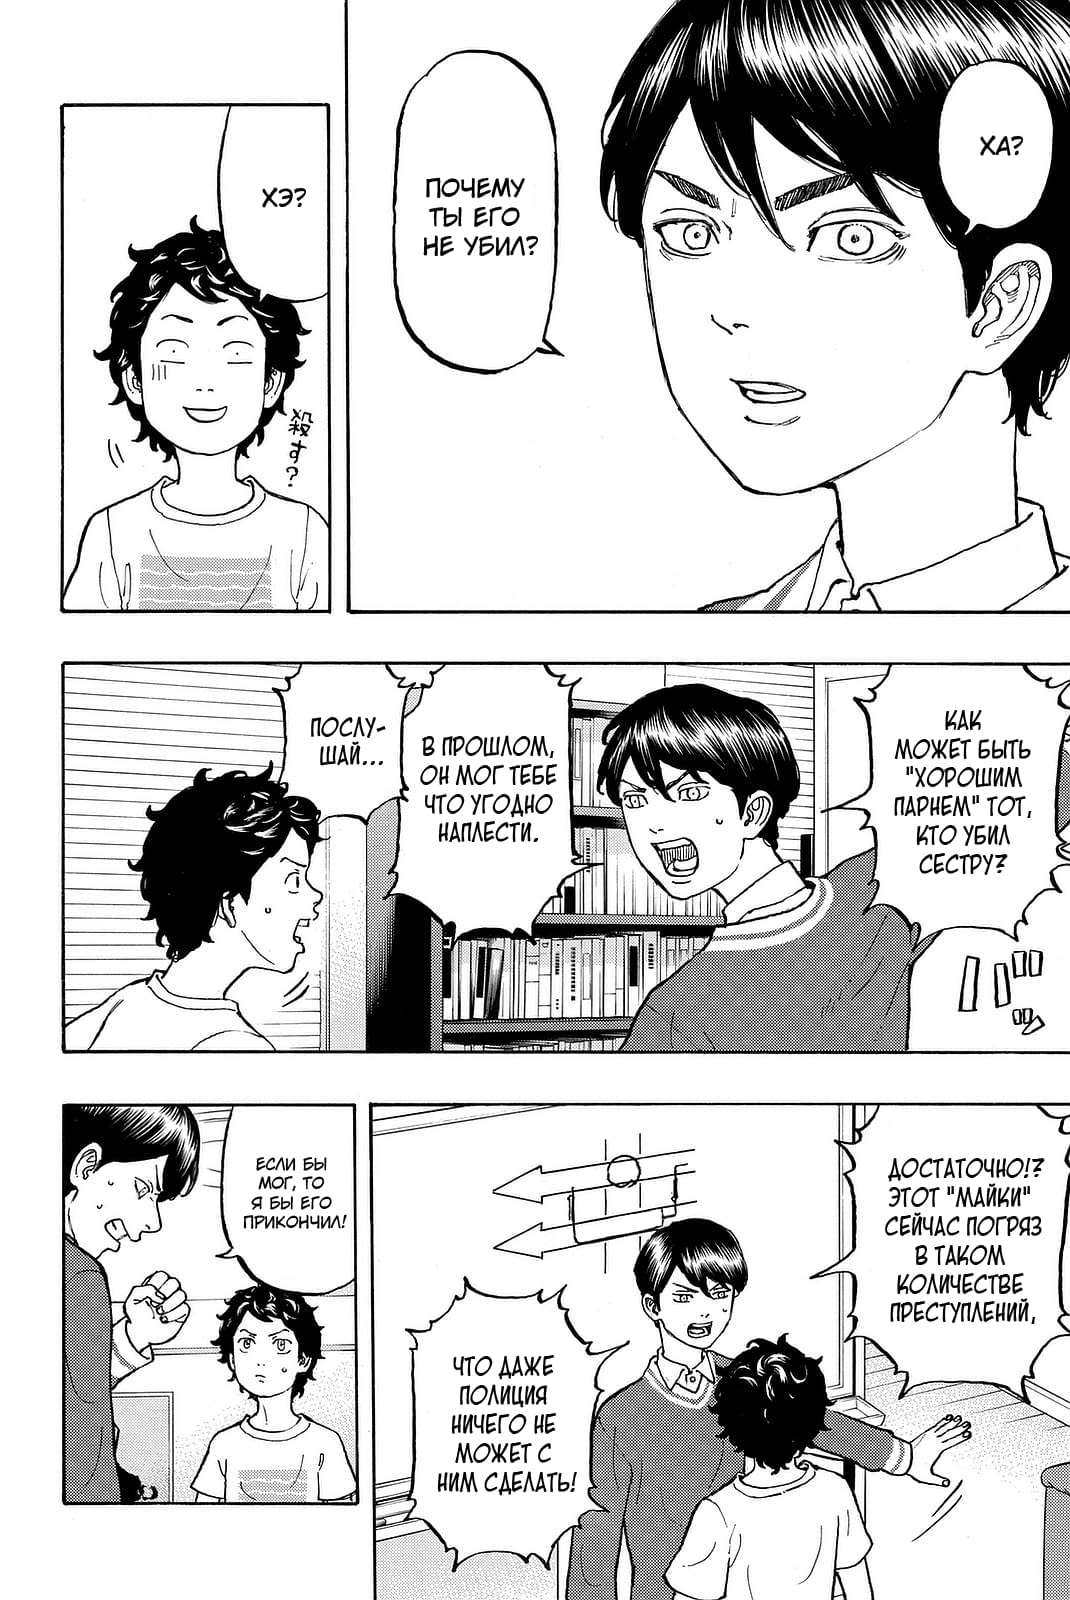 ХА?
ПОЧЕМУ
ТЫ ЕГО
НЕ УБИЛ?
ХЭ?
殺す?
КАК
МОЖЕТ БЫТЬ
"ХОРОШИМ
ПАРНЕМ" ТОТ,
КТО УБИЛ
СЕСТРУ?
В ПРОШЛОМ,
ОН МОГ ТЕБЕ
ЧТО УГОДНО
НАПЛЕСТИ.
ПОСЛУ-
ШАЙ...
ДОСТАТОЧНО!?
ЭТОТ "МАЙКИ"
СЕЙЧАС ПОГРЯЗ
В ТАКОМ
КОЛИЧЕСТВЕ
ПРЕСТУПЛЕНИЙ,
ЧТО ДАЖЕ
ПОЛИЦИЯ
НИЧЕГО НЕ
МОЖЕТ С
НИМ СДЕЛАТЬ!
ЕСЛИ БЫ
МОГ, ТО
Я БЫ ЕГО
ПРИКОНЧИЛ!